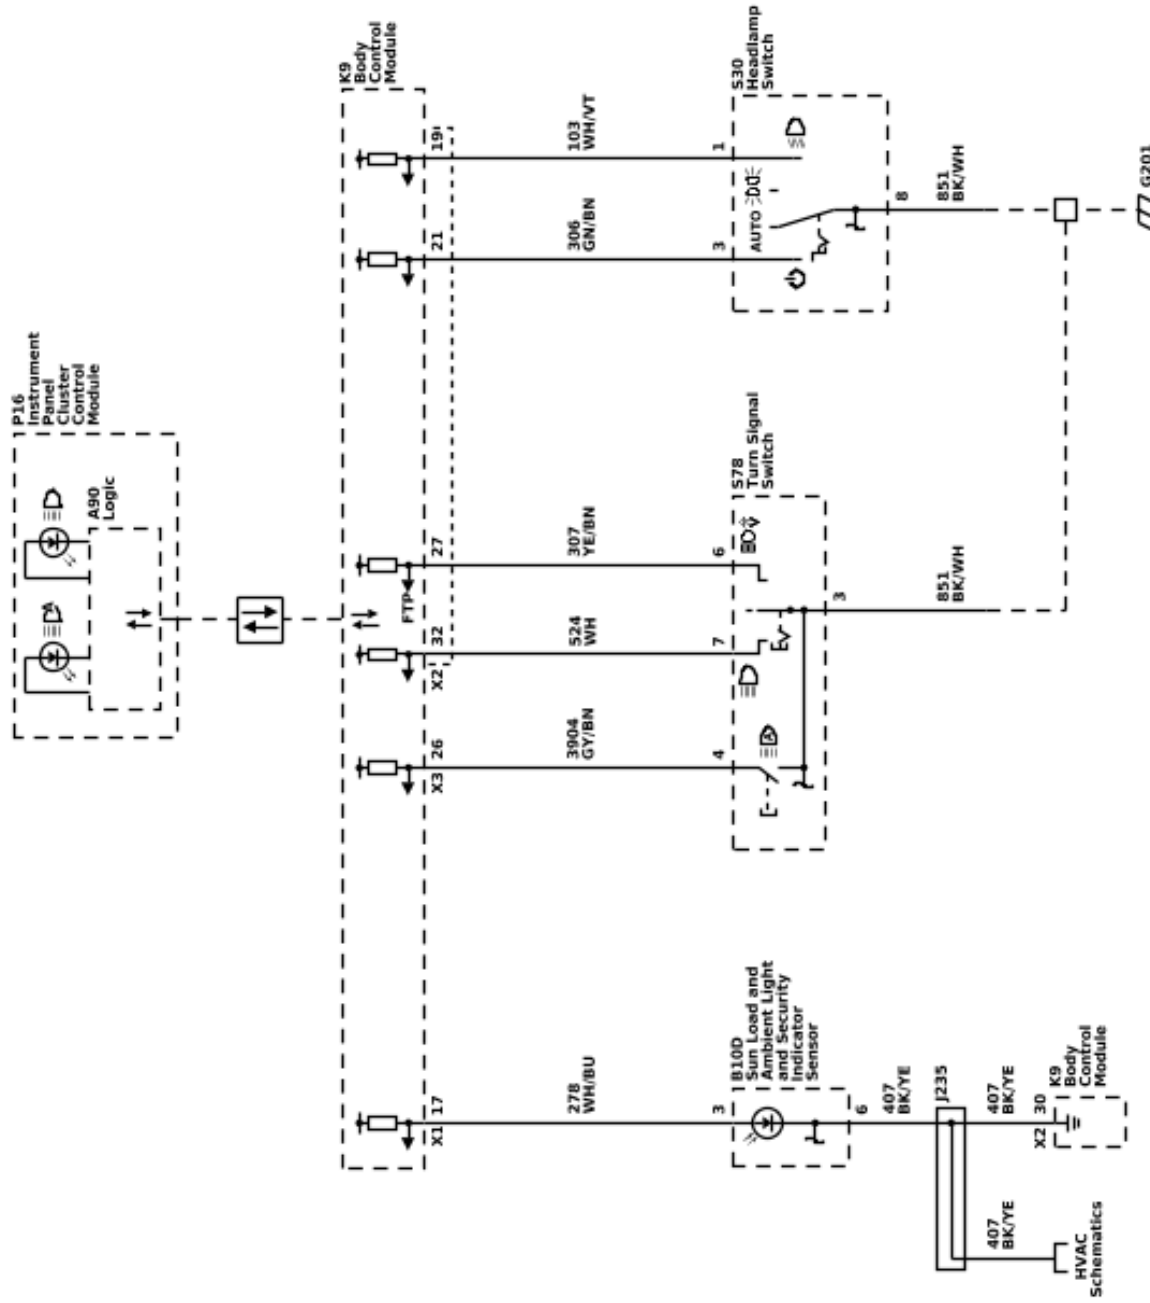 P16
Instrument
Panel
Cluster
Control
Module
A90
Logic
A
K9
Body
Control
Module
FTP
X1 17
X3 26
X2 32
27
21
19
278
WH/BU
3904
GY/BN
524
WH
307
YE/BN
306
GN/BN
103
WH/VT
3
4
7
6
3
1
B10D
Sun Load and
Ambient Light
and Security
Indicator
Sensor
S78
Turn Signal
Switch
S30
Headlamp
Switch
A
AUTO
6
3
8
407
BK/YE
851
BK/WH
851
BK/WH
J235
407
BK/YE
407
BK/YE
X2 30
K9
Body
Control
Module
HVAC
Schematics
G201